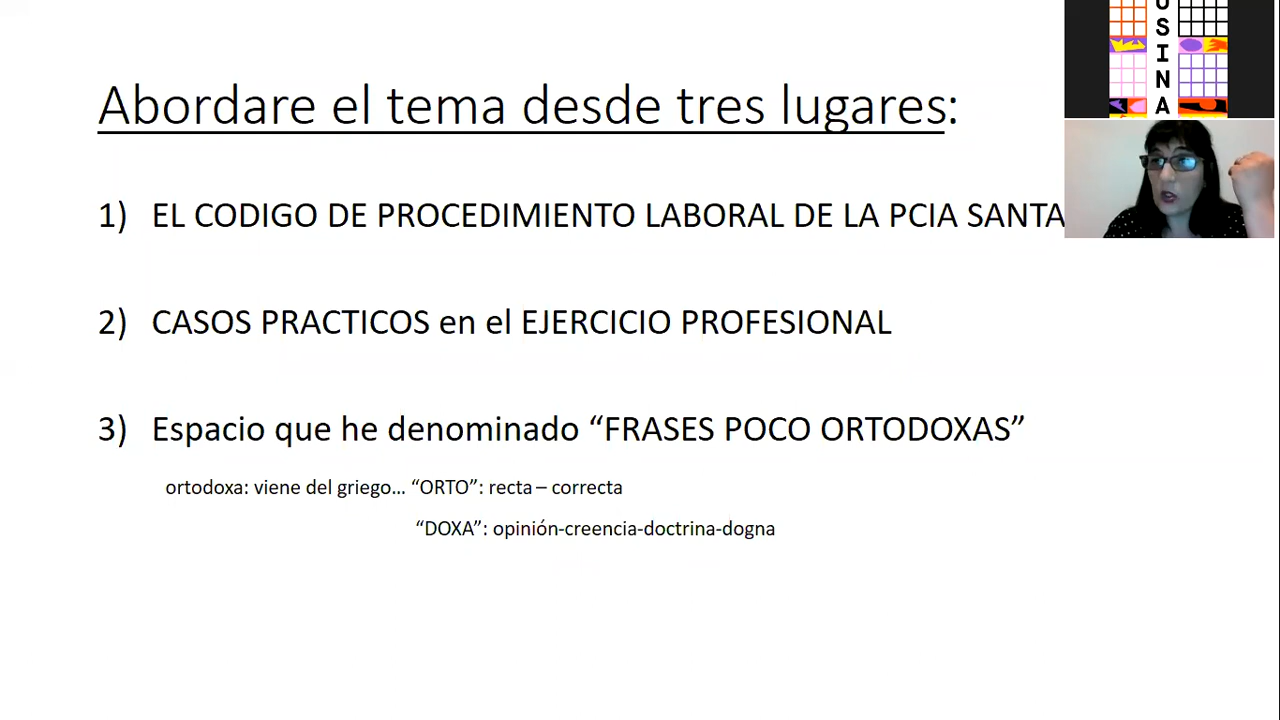 Abordare el tema desde tres lugares:
1) EL CODIGO DE PROCEDIMIENTO LABORAL DE LA PCIA SANTA
2) CASOS PRACTICOS en el EJERCICIO PROFESIONAL
3) Espacio que he denominado “FRASES POCO ORTODOXAS”
ortodoxa: viene del griego... “ORTO”: recta – correcta
“DOXA”: opinión-creencia-doctrina-dogna
USINA